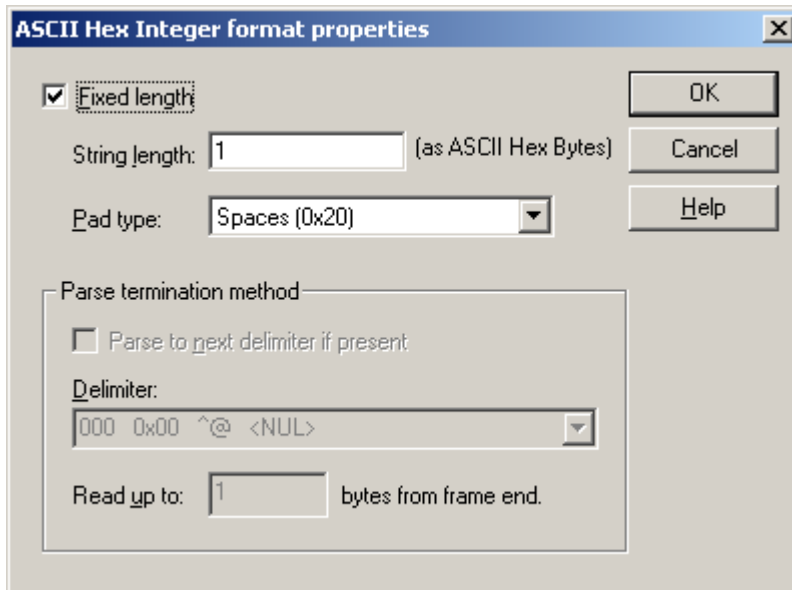 ASCII Hex Integer format properties
Fixed length
OK
String length: 1 (as ASCII Hex Bytes)
Cancel
Pad type: Spaces (0x20)
Help
Parse termination method
Parse to next delimiter if present
Delimiter:
000 0x00 ^@ <NUL>
Read up to: 1 bytes from frame end.